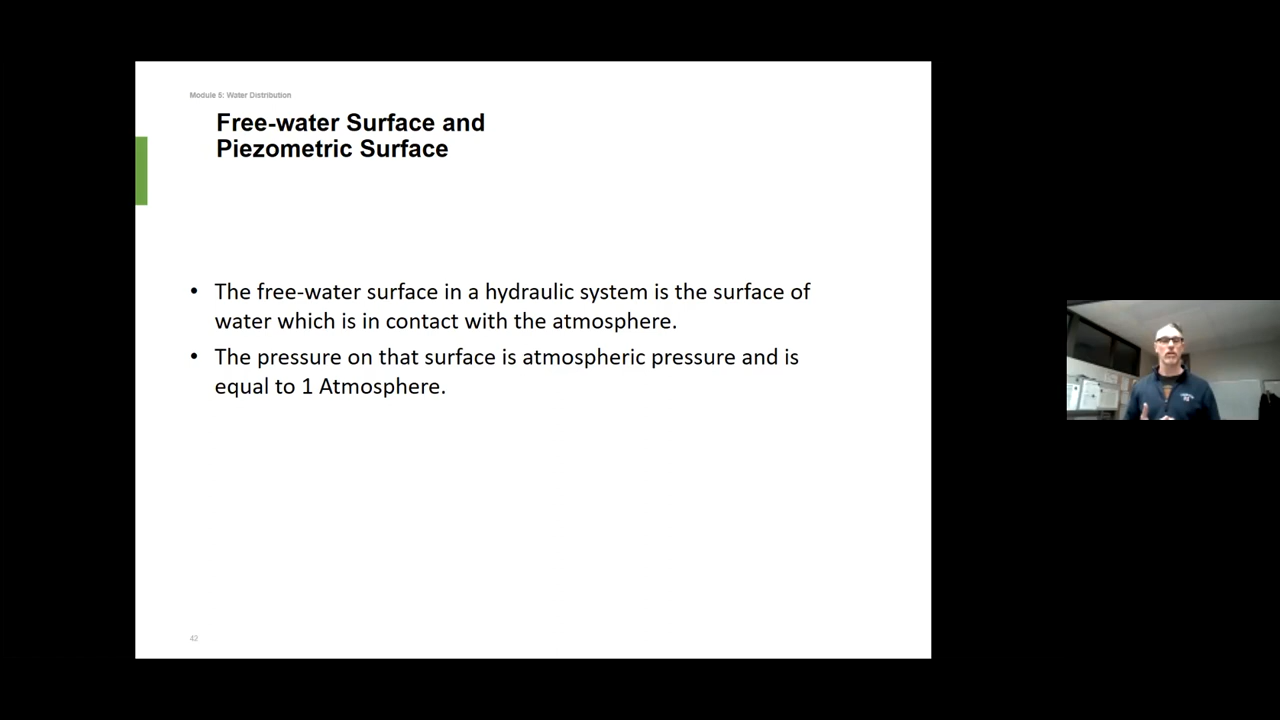 Module 5: Water Distribution
Free-water Surface and
Piezometric Surface
• The free-water surface in a hydraulic system is the surface of
water which is in contact with the atmosphere.
• The pressure on that surface is atmospheric pressure and is
equal to 1 Atmosphere.
42